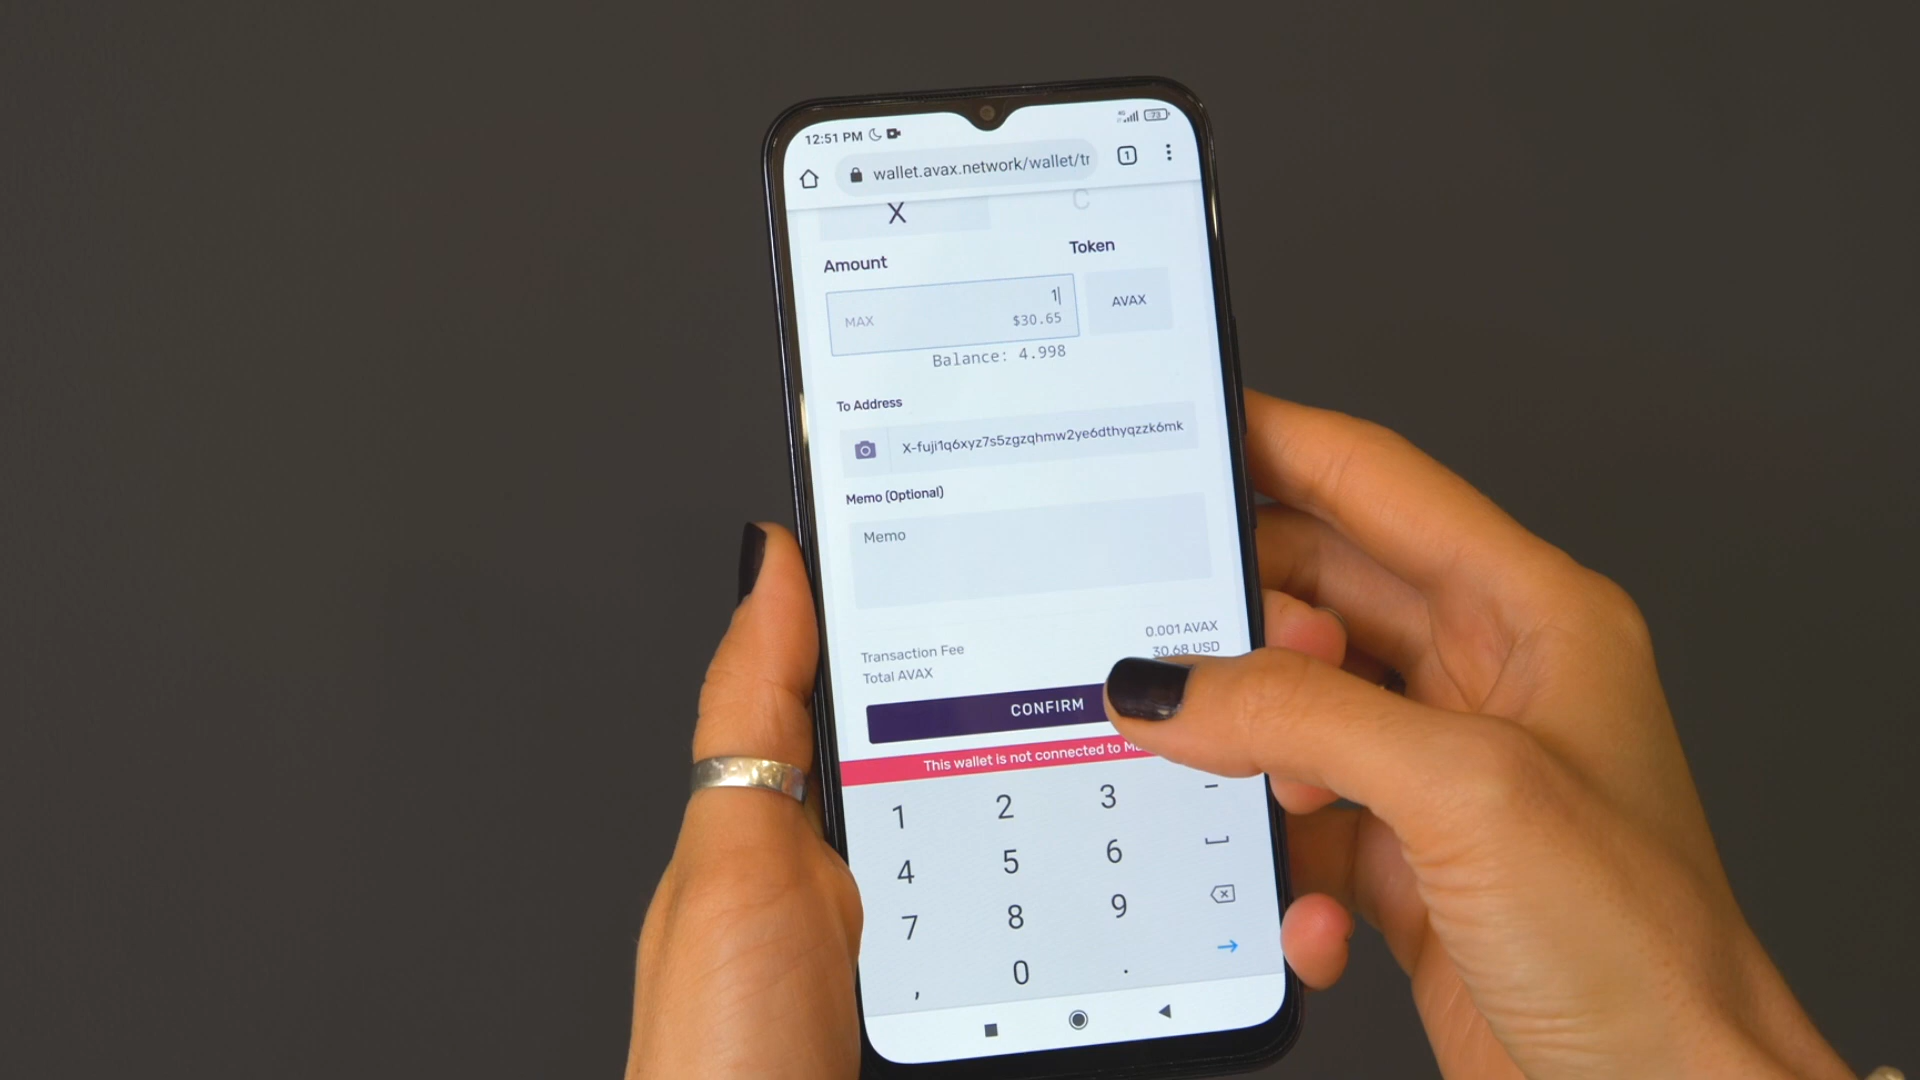 12:51 PM
73
wallet.avax.network/wallet/tr
1
X
C
Amount
Token
1
MAX
$30.65
AVAX
Balance: 4.998
To Address
X-fuji1q6xyz7s5zgzqhmw2ye6dthyqzzk6mk
Memo (Optional)
Memo
Transaction Fee
0.001 AVAX
Total AVAX
30.68 USD
CONFIRM
This wallet is not connected to
1 2 3 -
4 5 6
7 8 9
, 0 .